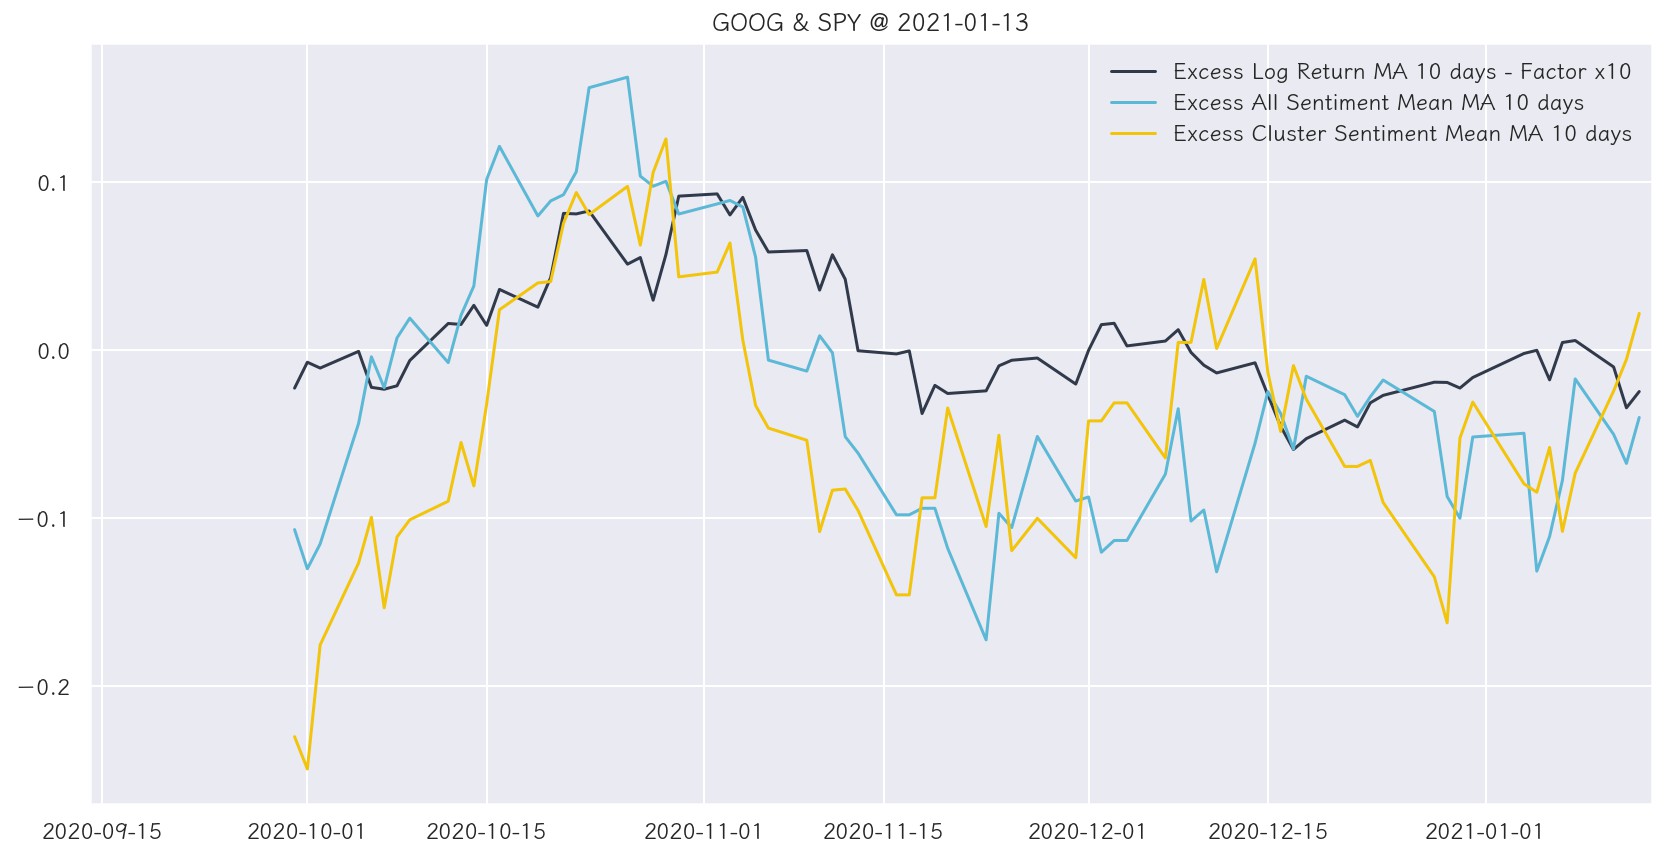 GOOG & SPY @ 2021-01-13
Excess Log Return MA 10 days - Factor x10
Excess All Sentiment Mean MA 10 days
Excess Cluster Sentiment Mean MA 10 days
0.1
0.0
−0.1
−0.2
2020-09-15 2020-10-01 2020-10-15 2020-11-01 2020-11-15 2020-12-01 2020-12-15 2021-01-01